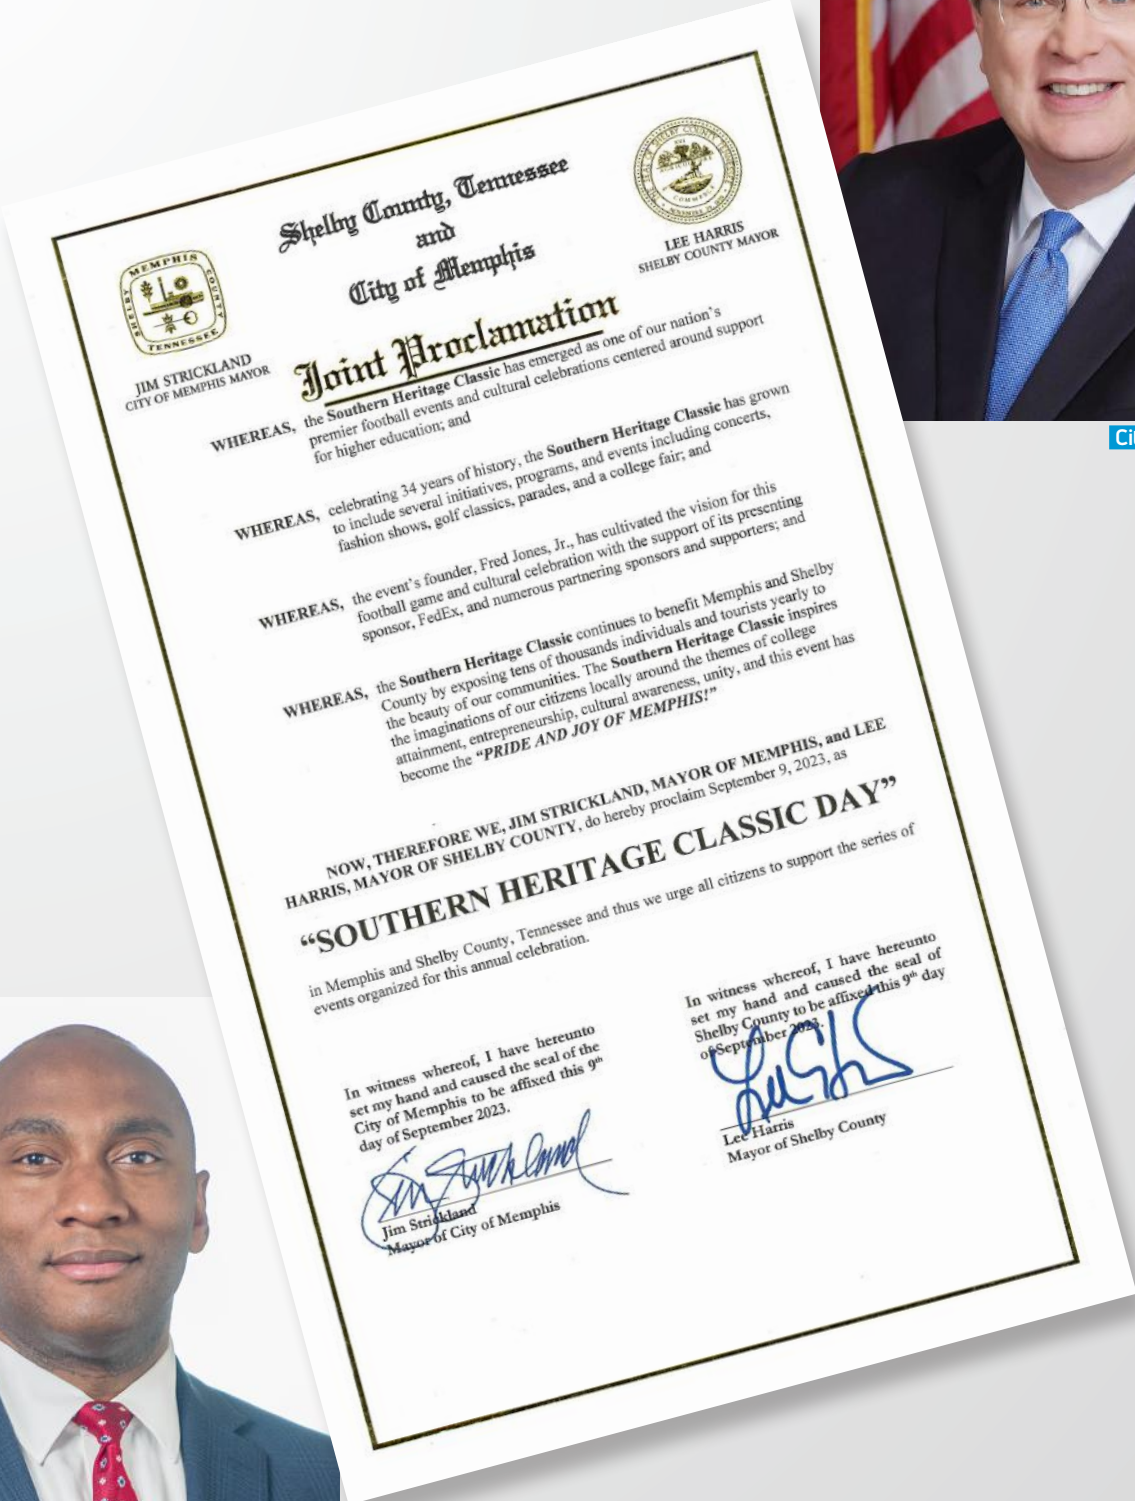 Shelby County, Tennessee
and
City of Memphis
Joint Proclamation
MEMPHIS
SHELBY
COUNTY
TENNESSEE
JIM STRICKLAND
CITY OF MEMPHIS MAYOR
SEAL OF SHELBY COUNTY
AGRICULTURE
COMMERCE
LEE HARRIS
SHELBY COUNTY MAYOR
WHEREAS, the Southern Heritage Classic has emerged as one of our nation's
premier football events and cultural celebrations centered around support
for higher education; and
WHEREAS, celebrating 34 years of history, the Southern Heritage Classic has grown
to include several initiatives, programs, and events including concerts,
fashion shows, golf classics, parades, and a college fair; and
WHEREAS, the event's founder, Fred Jones, Jr., has cultivated the vision for this
football game and cultural celebration with the support of its presenting
sponsor, FedEx, and numerous partnering sponsors and supporters; and
WHEREAS, the Southern Heritage Classic continues to benefit Memphis and Shelby
County by exposing tens of thousands individuals and tourists yearly to
the beauty of our communities. The Southern Heritage Classic inspires
the imaginations of our citizens locally around the themes of college
attainment, entrepreneurship, cultural awareness, unity, and this event has
become the “PRIDE AND JOY OF MEMPHIS!”
NOW, THEREFORE WE, JIM STRICKLAND, MAYOR OF MEMPHIS, and LEE
HARRIS, MAYOR OF SHELBY COUNTY, do hereby proclaim September 9, 2023, as
“SOUTHERN HERITAGE CLASSIC DAY”
in Memphis and Shelby County, Tennessee and thus we urge all citizens to support the series of
events organized for this annual celebration.
In witness whereof, I have hereunto
set my hand and caused the seal of the
City of Memphis to be affixed this 9th
day of September 2023.
Jim Strickland
Jim Strickland
Mayor of City of Memphis
In witness whereof, I have hereunto
set my hand and caused the seal of
Shelby County to be affixed this 9th day
of September 2023.
Lee Harris
Mayor of Shelby County